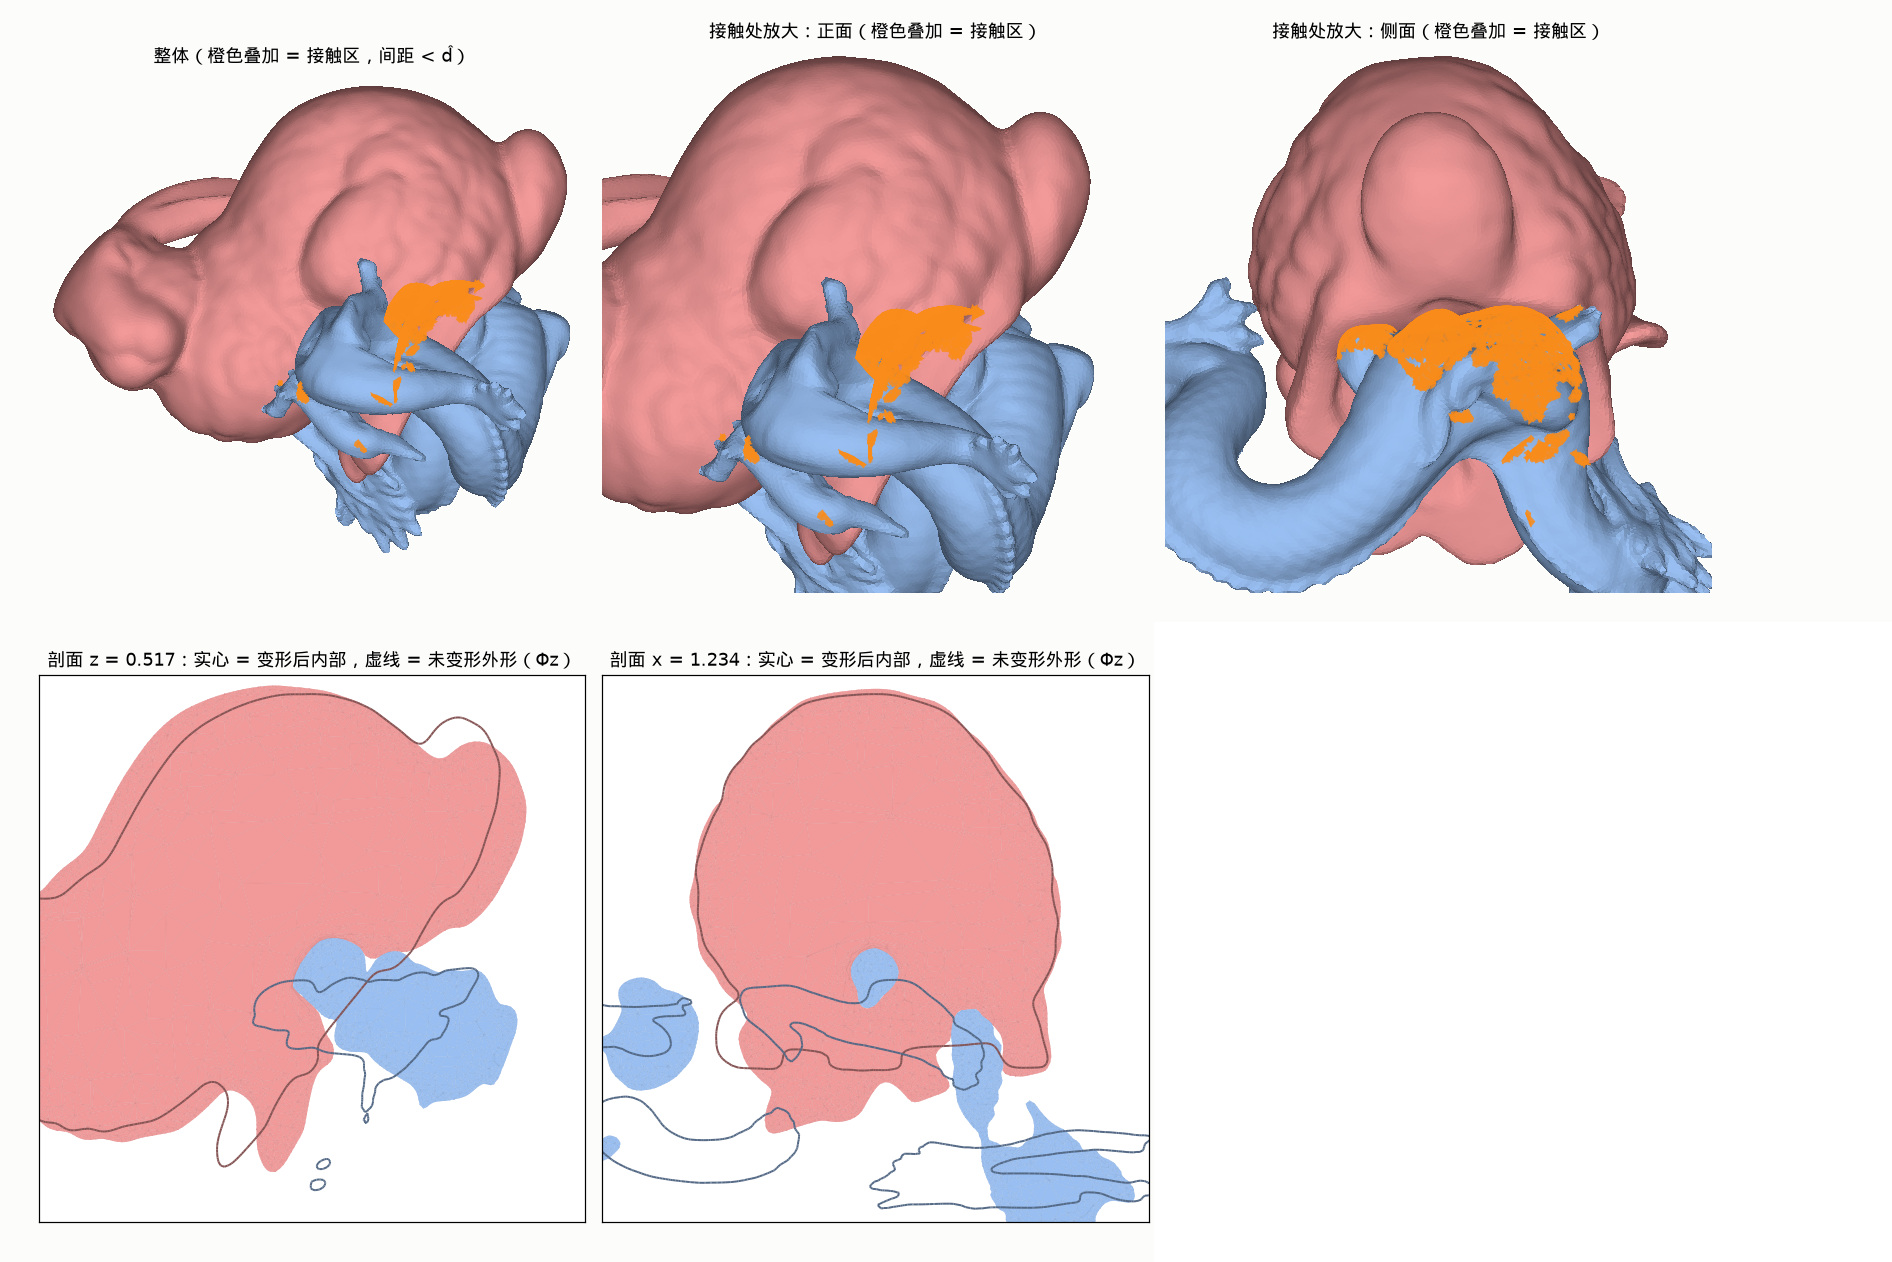 整体（橙色叠加 = 接触区，间距 < d̂）
接触处放大：正面（橙色叠加 = 接触区）
接触处放大：侧面（橙色叠加 = 接触区）
剖面 z = 0.517：实心 = 变形后内部，虚线 = 未变形外形（Φz）
剖面 x = 1.234：实心 = 变形后内部，虚线 = 未变形外形（Φz）